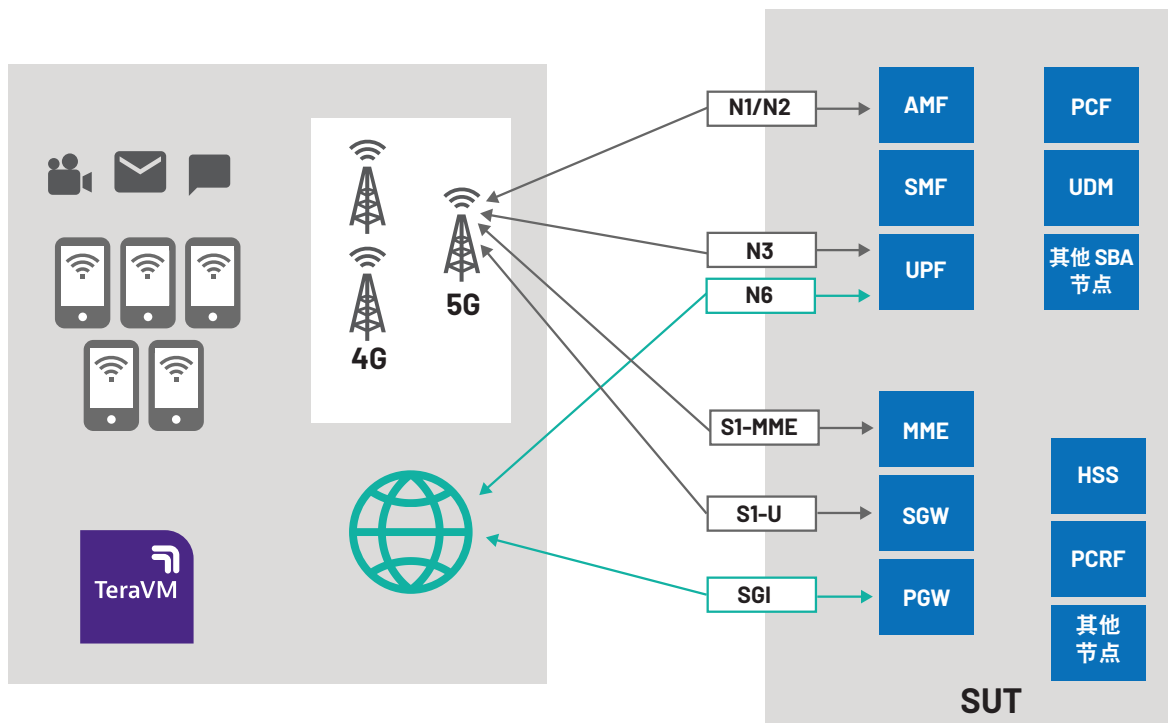 5G
4G
TeraVM
N1/N2
N3
N6
S1-MME
S1-U
SGI
AMF
SMF
UPF
MME
SGW
PGW
PCF
UDM
其他 SBA
节点
HSS
PCRF
其他
节点
SUT